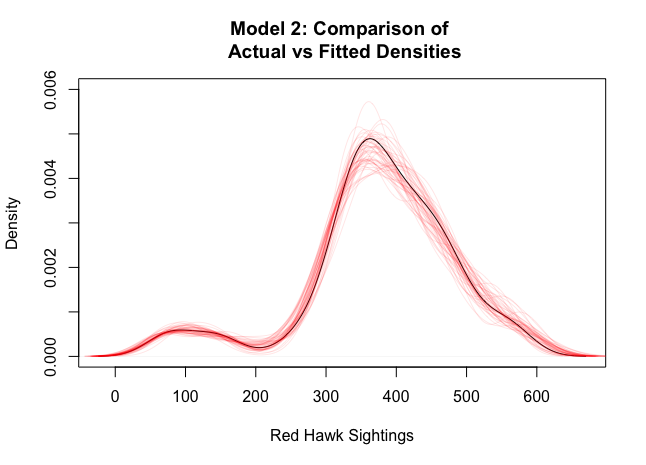 Model 2: Comparison of
Actual vs Fitted Densities
0.006
0.004
0.002
0.000
Density
0
100
200
300
400
500
600
Red Hawk Sightings